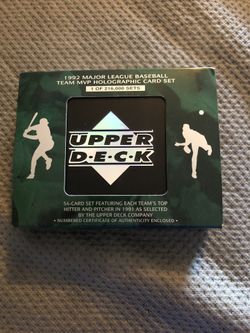 1992 MAJOR LEAGUE BASEBALL
TEAM MVP HOLOGRAPHIC CARD SET
1 OF 216,000 SETS
UPPER
DECK
54-CARD SET FEATURING EACH TEAM'S TOP
HITTER AND PITCHER IN 1991 AS SELECTED
BY THE UPPER DECK COMPANY
• NUMBERED CERTIFICATE OF AUTHENTICITY ENCLOSED •